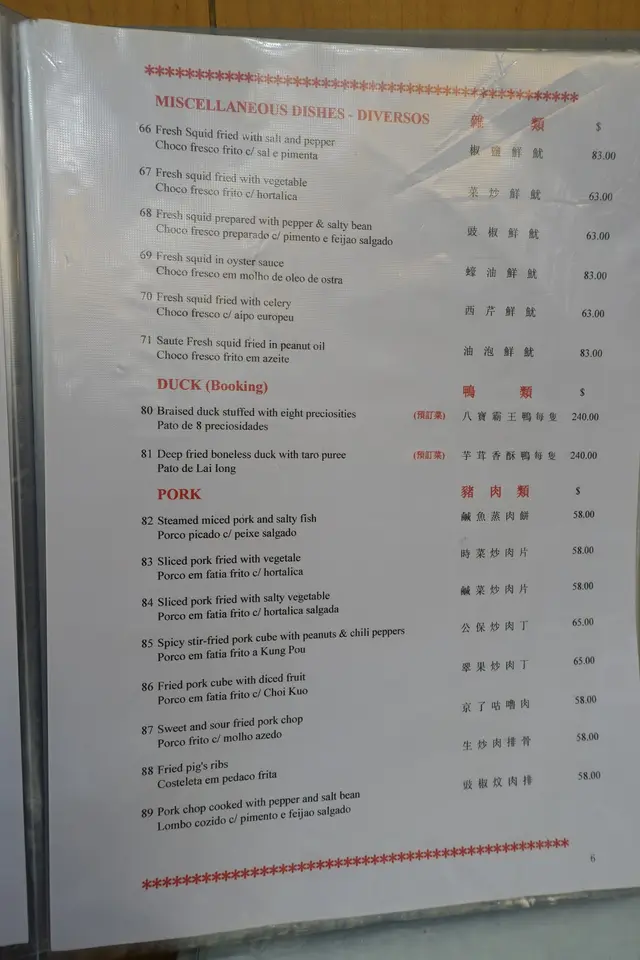 MISCELLANEOUS DISHES - DIVERSOS 雜 類 $
66 Fresh Squid fried with salt and pepper 椒鹽鮮魷 83.00
Choco fresco frito c/ sal e pimenta
67 Fresh squid fried with vegetable 菜炒鮮魷 63.00
Choco fresco frito c/ hortalica
68 Fresh squid prepared with pepper & salty bean 豉椒鮮魷 63.00
Choco fresco preparado c/ pimento e feijao salgado
69 Fresh squid in oyster sauce 蠔油鮮魷 83.00
Choco fresco em molho de oleo de ostra
70 Fresh squid fried with celery 西芹鮮魷 63.00
Choco fresco c/ aipo europeu
71 Saute Fresh squid fried in peanut oil 油泡鮮魷 83.00
Choco fresco frito em azeite
DUCK (Booking) 鴨 類 $
80 Braised duck stuffed with eight preciosities (預訂菜) 八寶霸王鴨每隻 240.00
Pato de 8 preciosidades
81 Deep fried boneless duck with taro puree (預訂菜) 芋茸香酥鴨每隻 240.00
Pato de Lai long
PORK 豬肉類 $
82 Steamed miced pork and salty fish 鹹魚蒸肉餅 58.00
Porco picado c/ peixe salgado
83 Sliced pork fried with vegetale 時菜炒肉片 58.00
Porco em fatia frito c/ hortalica
84 Sliced pork fried with salty vegetable 鹹菜炒肉片 58.00
Porco em fatia frito c/ hortalica salgada
85 Spicy stir-fried pork cube with peanuts & chili peppers 公保炒肉丁 65.00
Porco em fatia frito a Kung Pou
86 Fried pork cube with diced fruit 翠果炒肉丁 65.00
Porco em fatia frito c/ Choi Kuo
87 Sweet and sour fried pork chop 京了咕嚕肉 58.00
Porco frito c/ molho azedo
88 Fried pig's ribs 生炒肉排骨 58.00
Costeleta em pedaco frita
89 Pork chop cooked with pepper and salt bean 豉椒炆肉排 58.00
Lombo cozido c/ pimento e feijao salgado
6